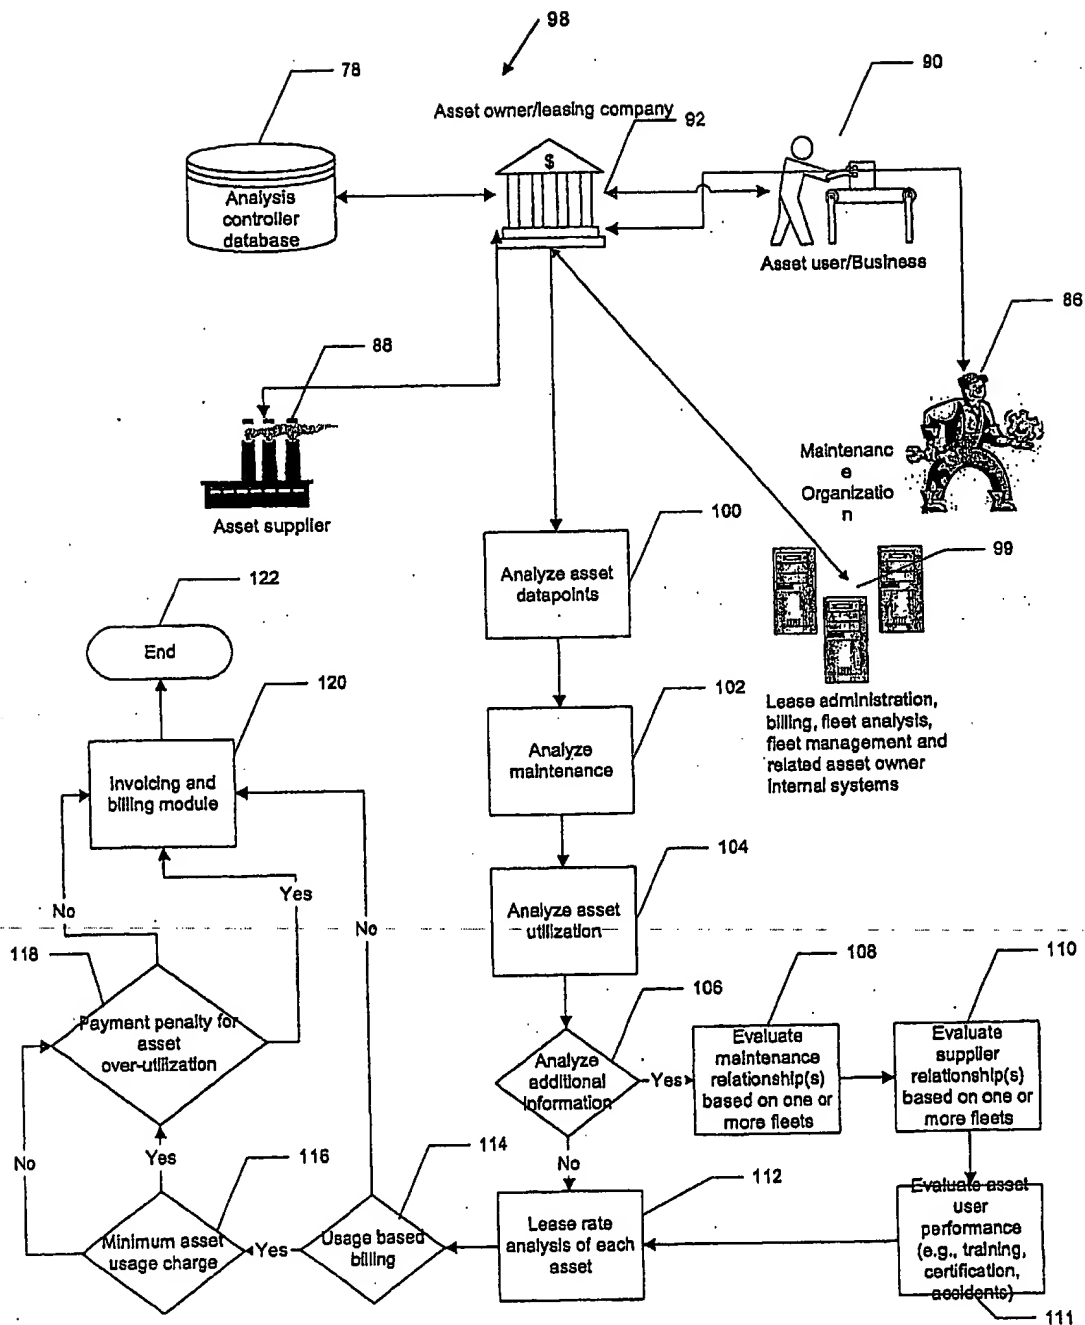 98
78
90
Asset owner/leasing company
92
$
Analysis
controller
database
Asset user/Business
86
88
Maintenanc
e
Organizatio
n
Asset supplier
100
99
Analyze asset
datapoints
122
End
120
102
Lease administration,
billing, fleet analysis,
fleet management and
related asset owner
internal systems
Analyze
maintenance
Invoicing and
billing module
104
Yes
Analyze asset
utilization
No
No
118
108
110
106
Payment penalty for
asset
over-utilization
Evaluate
maintenance
relationship(s)
based on one or
more fleets
Evaluate
supplier
relationship(s)
based on one or
more fleets
Analyze
additional
information
Yes
No
Yes
116
114
No
112
Evaluate asset
user
performance
(e.g., training,
certification,
accidents)
Minimum asset
usage charge
Yes
Usage based
billing
Lease rate
analysis of each
asset
111